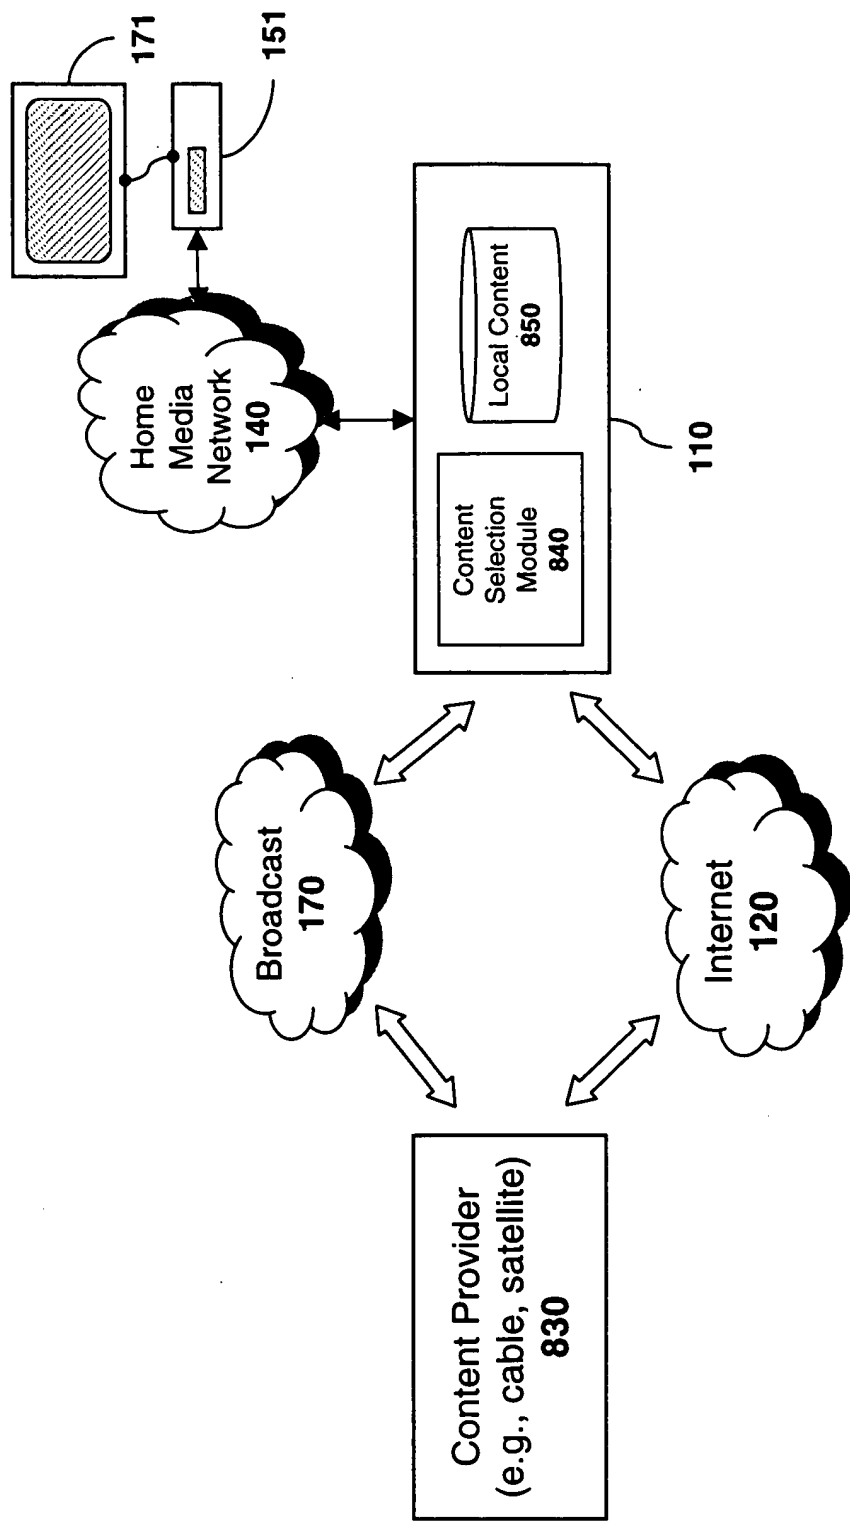 Content Provider
(e.g., cable, satellite)
830
Broadcast
170
Internet
120
Content
Selection
Module
840
Local Content
850
110
Home
Media
Network
140
171
151